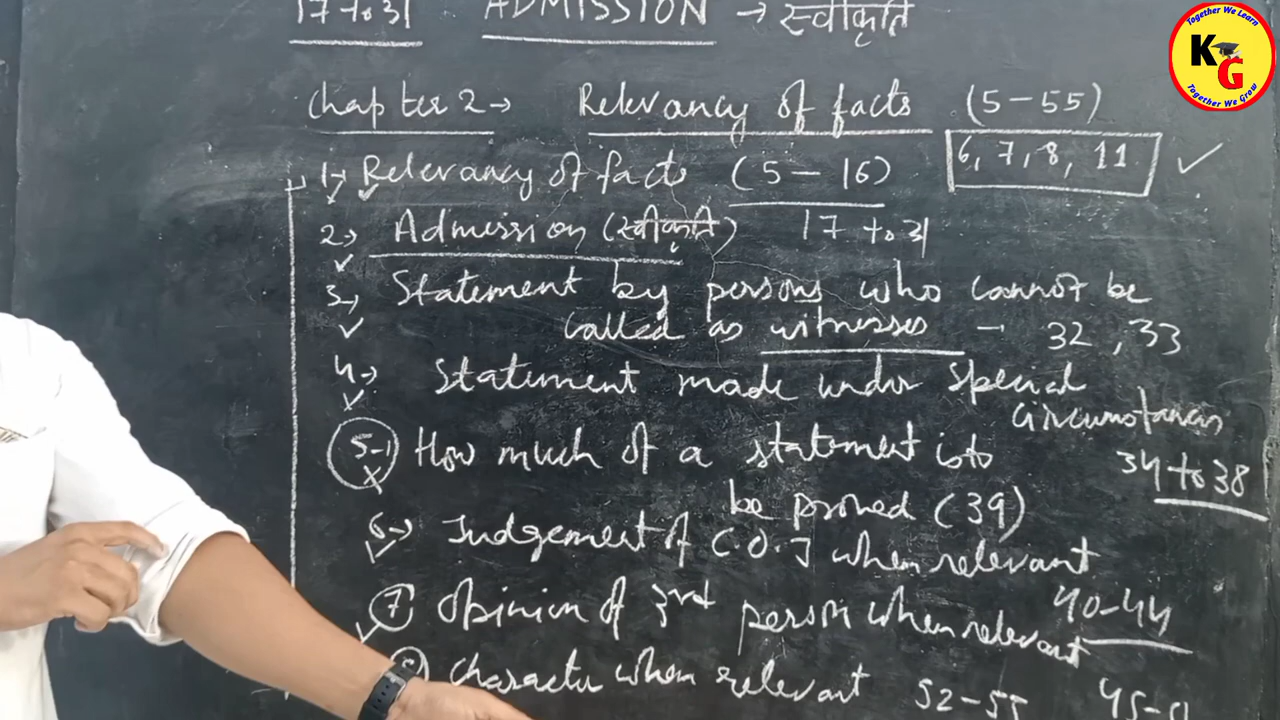 17 to 31 ADMISSION → स्वीकृति
Together We Learn
KG
Together We Grow
Chapter 2 → Relevancy of facts (5-55)
1→ Relevancy of facts (5-16) 6, 7, 8, 11
2→ Admission (स्वीकृति) 17 to 31
3→ Statement by persons who cannot be
called as witnesses - 32, 33
4→ Statement made under special
circumstances
34 to 38
5→ How much of a statement is to
be proved (39)
6→ Judgement of C.O.J when relevant
40-44
7 Opinion of 3rd person when relevant
45-51
8 Character when relevant 52-55